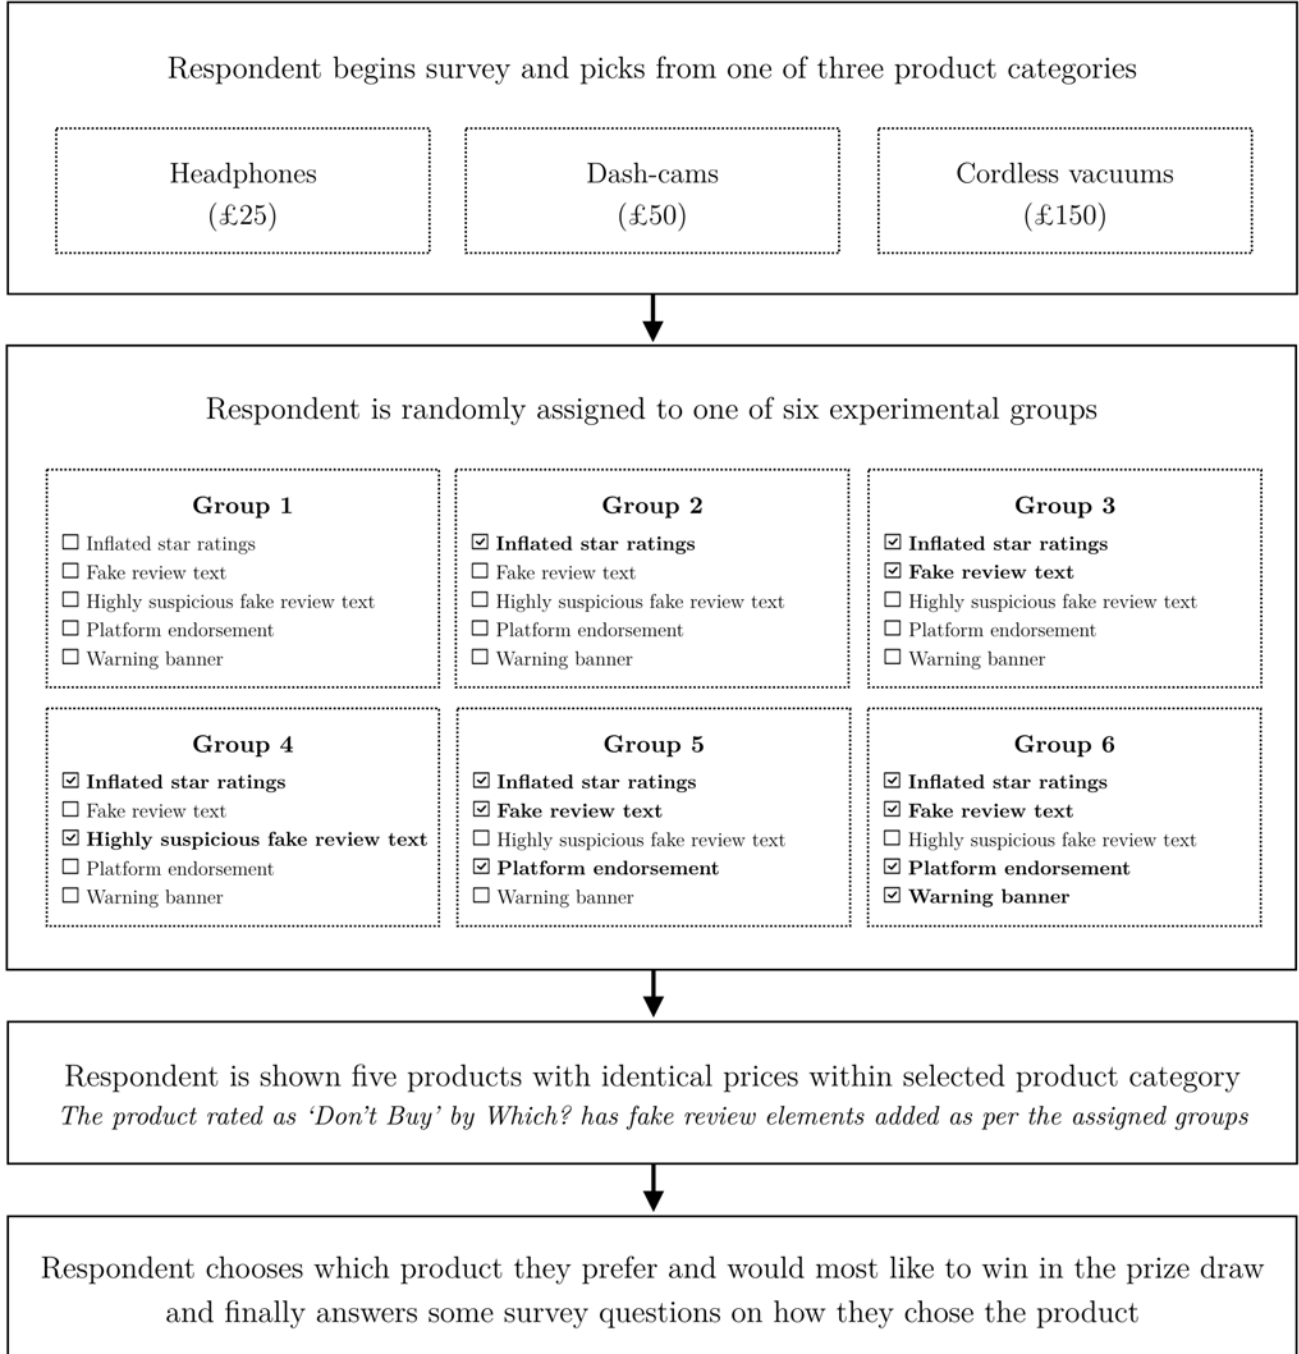 Respondent begins survey and picks from one of three product categories
Headphones
(£25)
Dash-cams
(£50)
Cordless vacuums
(£150)
Respondent is randomly assigned to one of six experimental groups
Group 1
☐ Inflated star ratings
☐ Fake review text
☐ Highly suspicious fake review text
☐ Platform endorsement
☐ Warning banner
Group 2
☑ Inflated star ratings
☐ Fake review text
☐ Highly suspicious fake review text
☐ Platform endorsement
☐ Warning banner
Group 3
☑ Inflated star ratings
☑ Fake review text
☐ Highly suspicious fake review text
☐ Platform endorsement
☐ Warning banner
Group 4
☑ Inflated star ratings
☐ Fake review text
☑ Highly suspicious fake review text
☐ Platform endorsement
☐ Warning banner
Group 5
☑ Inflated star ratings
☑ Fake review text
☐ Highly suspicious fake review text
☑ Platform endorsement
☐ Warning banner
Group 6
☑ Inflated star ratings
☑ Fake review text
☐ Highly suspicious fake review text
☑ Platform endorsement
☑ Warning banner
Respondent is shown five products with identical prices within selected product category
The product rated as ‘Don’t Buy’ by Which? has fake review elements added as per the assigned groups
Respondent chooses which product they prefer and would most like to win in the prize draw
and finally answers some survey questions on how they chose the product